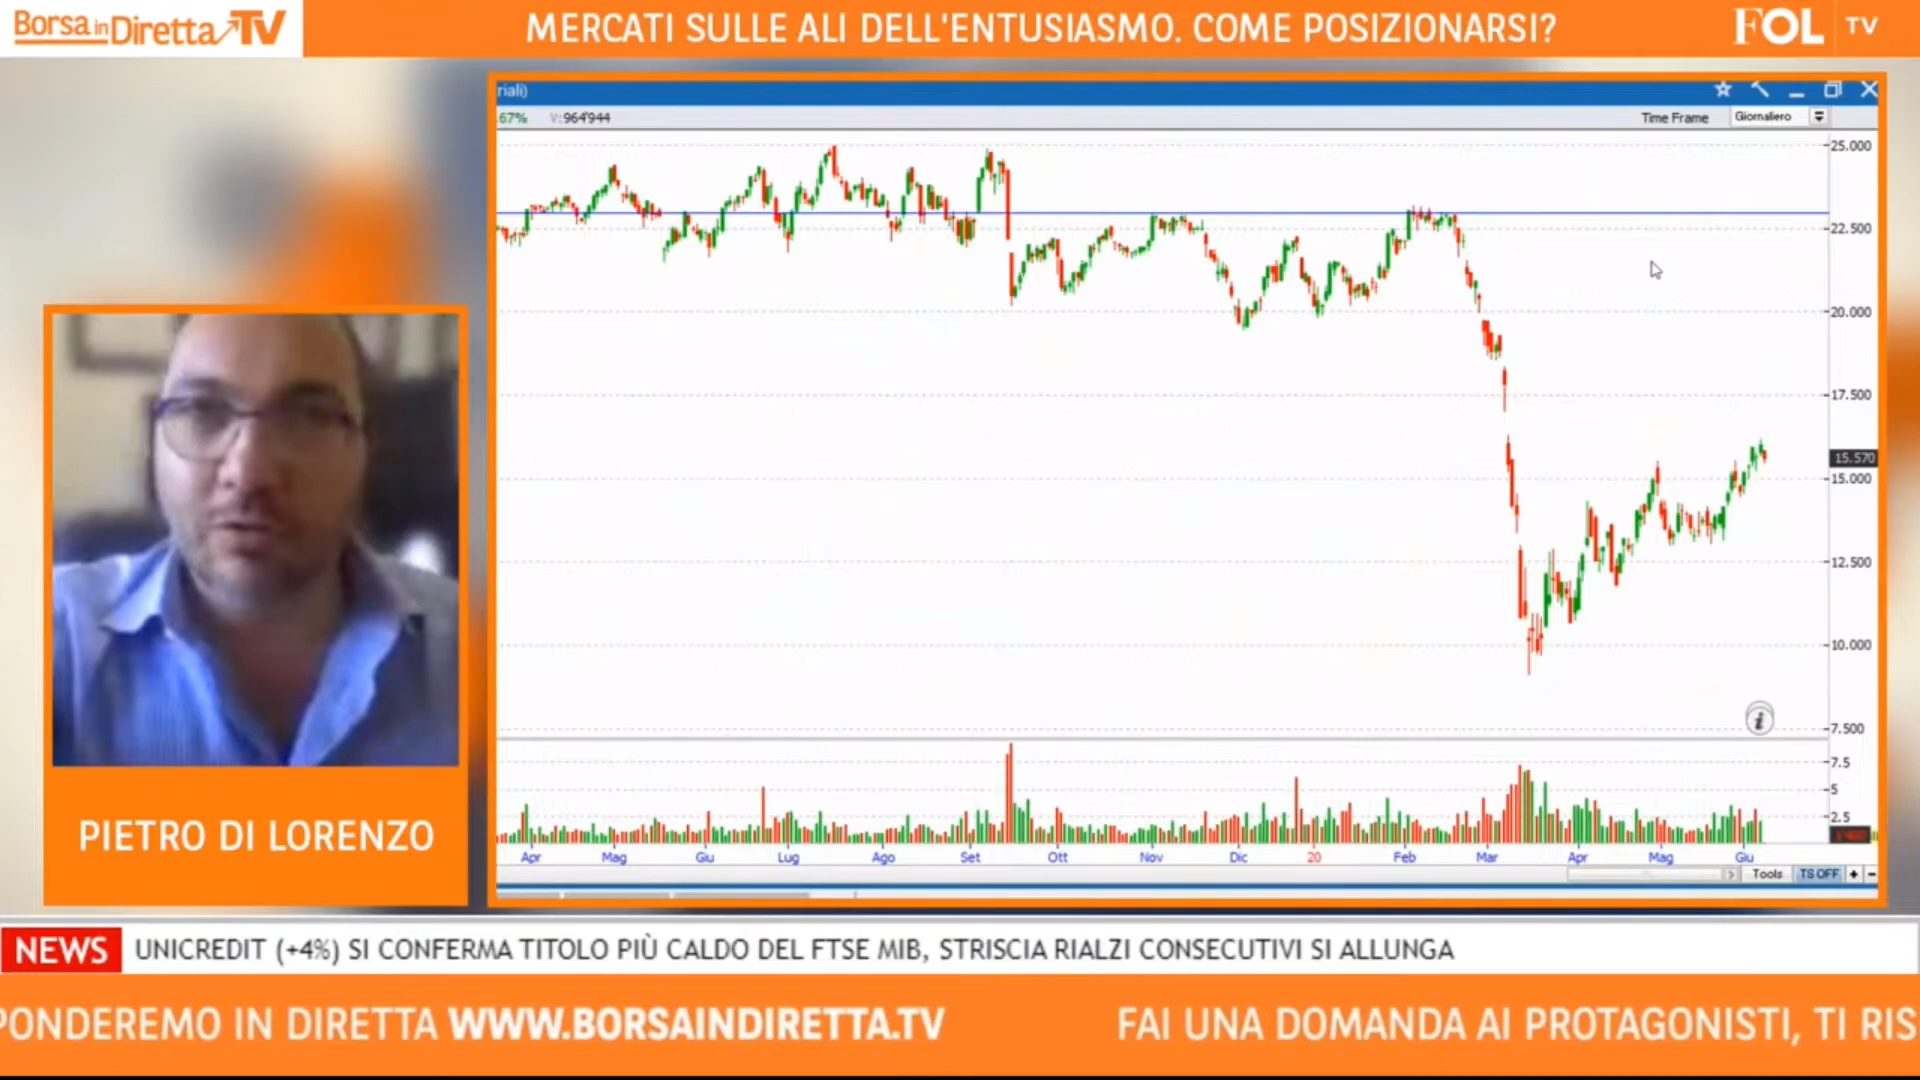 Borsa in Diretta TV
MERCATI SULLE ALI DELL'ENTUSIASMO. COME POSIZIONARSI?
FOL TV
riali)
.67% V:964'944
Time Frame Giornaliero
25.000
22.500
20.000
17.500
15.570
15.000
12.500
10.000
7.500
7.5
5
2.5
Apr Mag Giu Lug Ago Set Ott Nov Dic 20 Feb Mar Apr Mag Giu
Tools TS OFF + -
PIETRO DI LORENZO
NEWS UNICREDIT (+4%) SI CONFERMA TITOLO PIÙ CALDO DEL FTSE MIB, STRISCIA RIALZI CONSECUTIVI SI ALLUNGA
PONDEREMO IN DIRETTA WWW.BORSAINDIRETTA.TV FAI UNA DOMANDA AI PROTAGONISTI, TI RIS